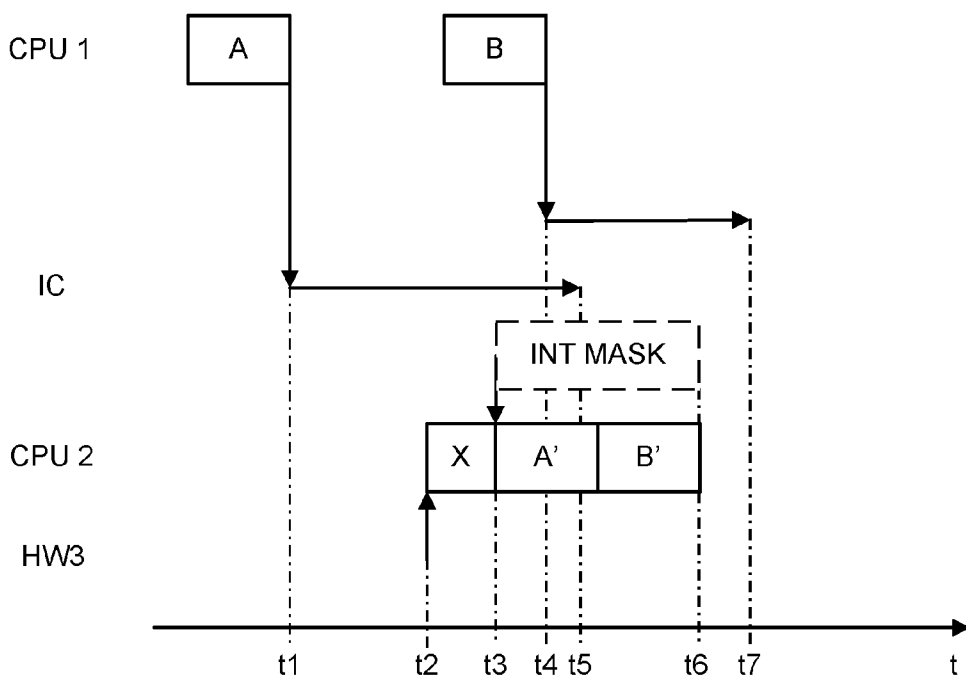 CPU 1
A
B
IC
INT MASK
CPU 2
X
A’
B’
HW3
t1
t2
t3
t4
t5
t6
t7
t